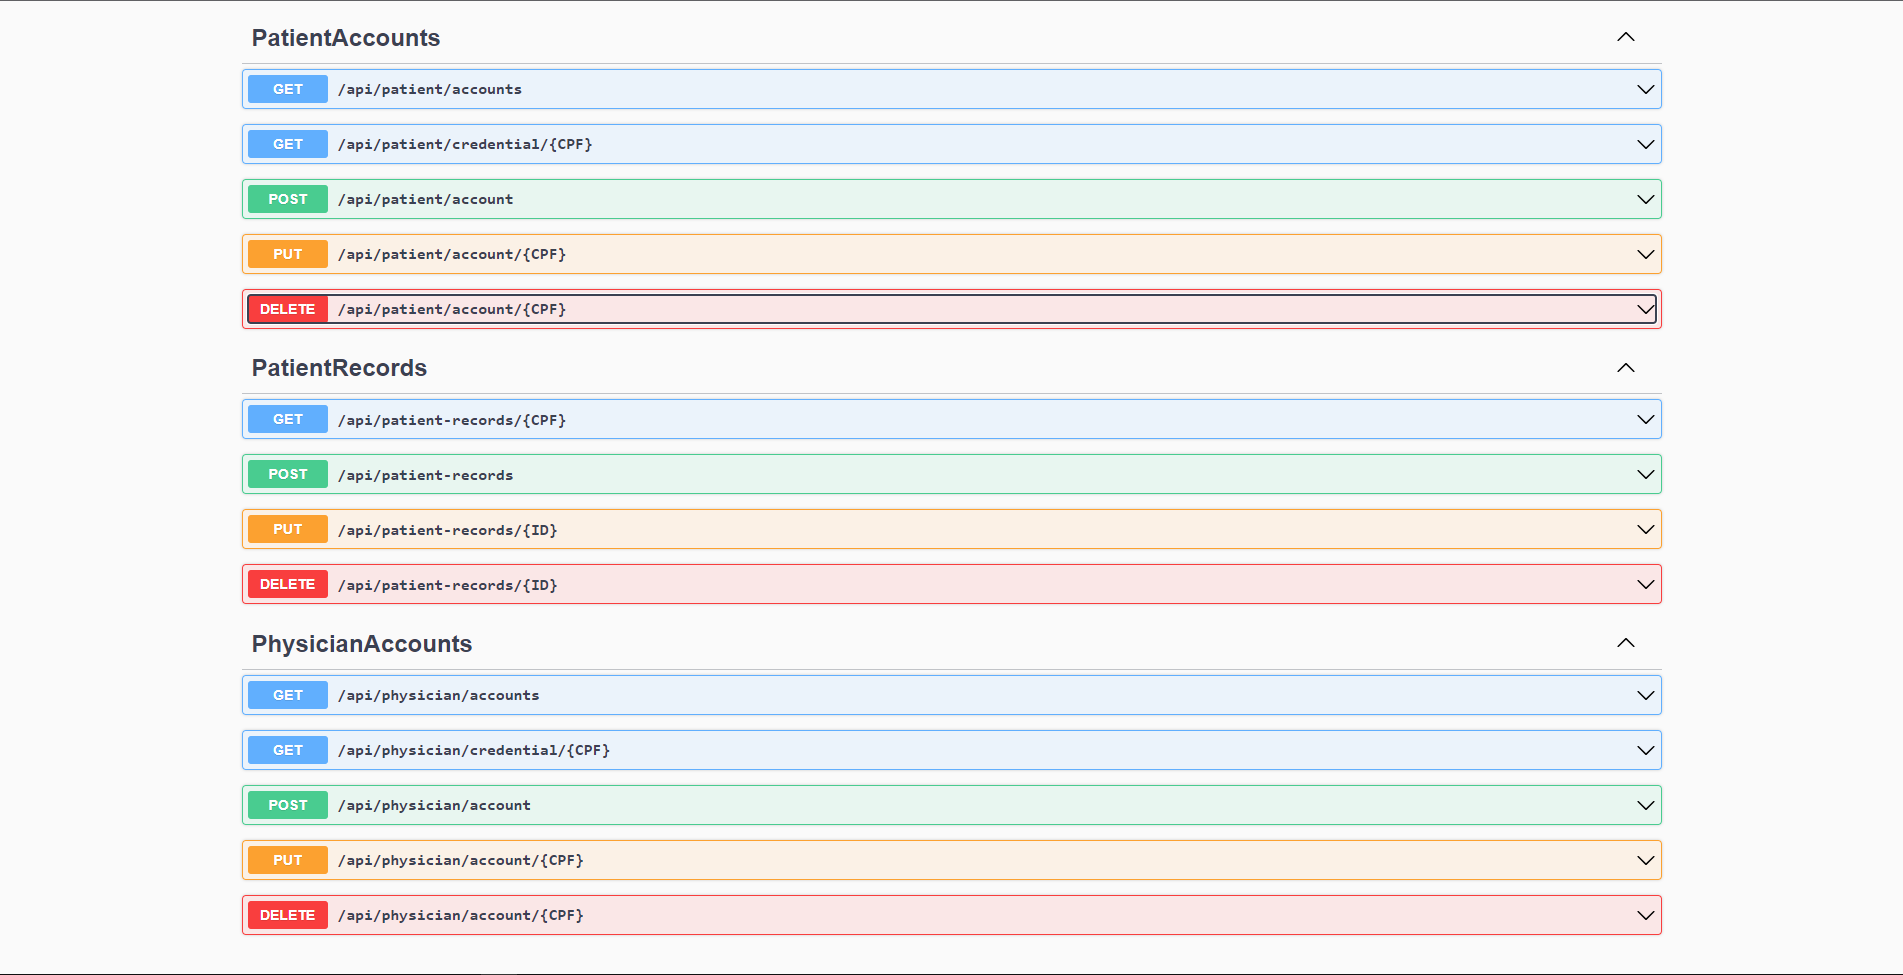 PatientAccounts
GET /api/patient/accounts
GET /api/patient/credential/{CPF}
POST /api/patient/account
PUT /api/patient/account/{CPF}
DELETE /api/patient/account/{CPF}
PatientRecords
GET /api/patient-records/{CPF}
POST /api/patient-records
PUT /api/patient-records/{ID}
DELETE /api/patient-records/{ID}
PhysicianAccounts
GET /api/physician/accounts
GET /api/physician/credential/{CPF}
POST /api/physician/account
PUT /api/physician/account/{CPF}
DELETE /api/physician/account/{CPF}